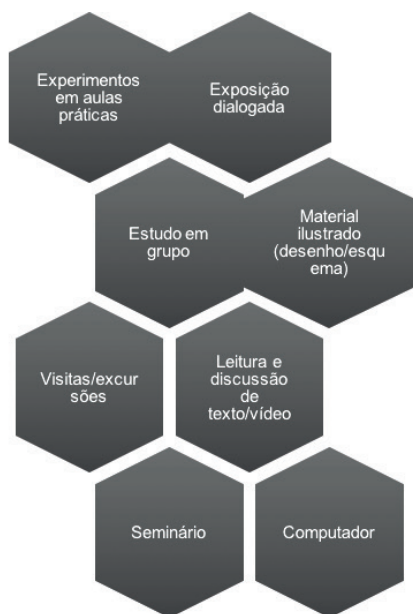 Experimentos
em aulas
práticas
Exposição
dialogada
Estudo em
grupo
Material
ilustrado
(desenho/esqu
ema)
Visitas/excur
sões
Leitura e
discussão
de
texto/vídeo
Seminário
Computador